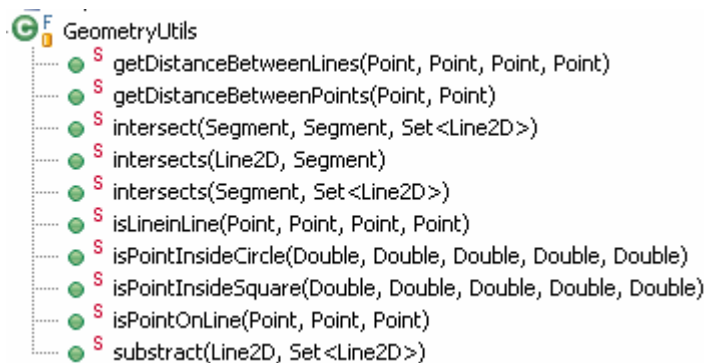 GeometryUtils
getDistanceBetweenLines(Point, Point, Point, Point)
getDistanceBetweenPoints(Point, Point)
intersect(Segment, Segment, Set<Line2D>)
intersects(Line2D, Segment)
intersects(Segment, Set<Line2D>)
isLineinLine(Point, Point, Point, Point)
isPointInsideCircle(Double, Double, Double, Double, Double)
isPointInsideSquare(Double, Double, Double, Double, Double)
isPointOnLine(Point, Point, Point)
substract(Line2D, Set<Line2D>)